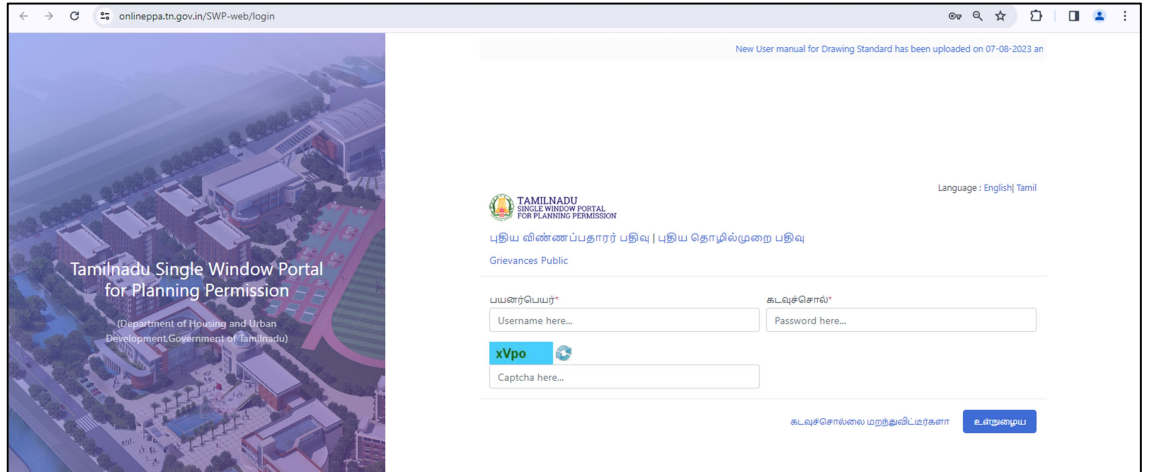 onlineppa.tn.gov.in/SWP-web/login
New User manual for Drawing Standard has been uploaded on 07-08-2023 an
Language : English| Tamil
TAMILNADU
SINGLE WINDOW PORTAL
FOR PLANNING PERMISSION
புதிய விண்ணப்பதாரர் பதிவு | புதிய தொழில்முறை பதிவு
Grievances Public
Tamilnadu Single Window Portal
for Planning Permission
(Department of Housing and Urban
Development,Government of Tamilnadu)
பயனர்பெயர்* கடவுச்சொல்*
Username here... Password here...
xVpo
Captcha here...
கடவுச்சொல்லை மறந்துவிட்டீர்களா உள்நுழைய